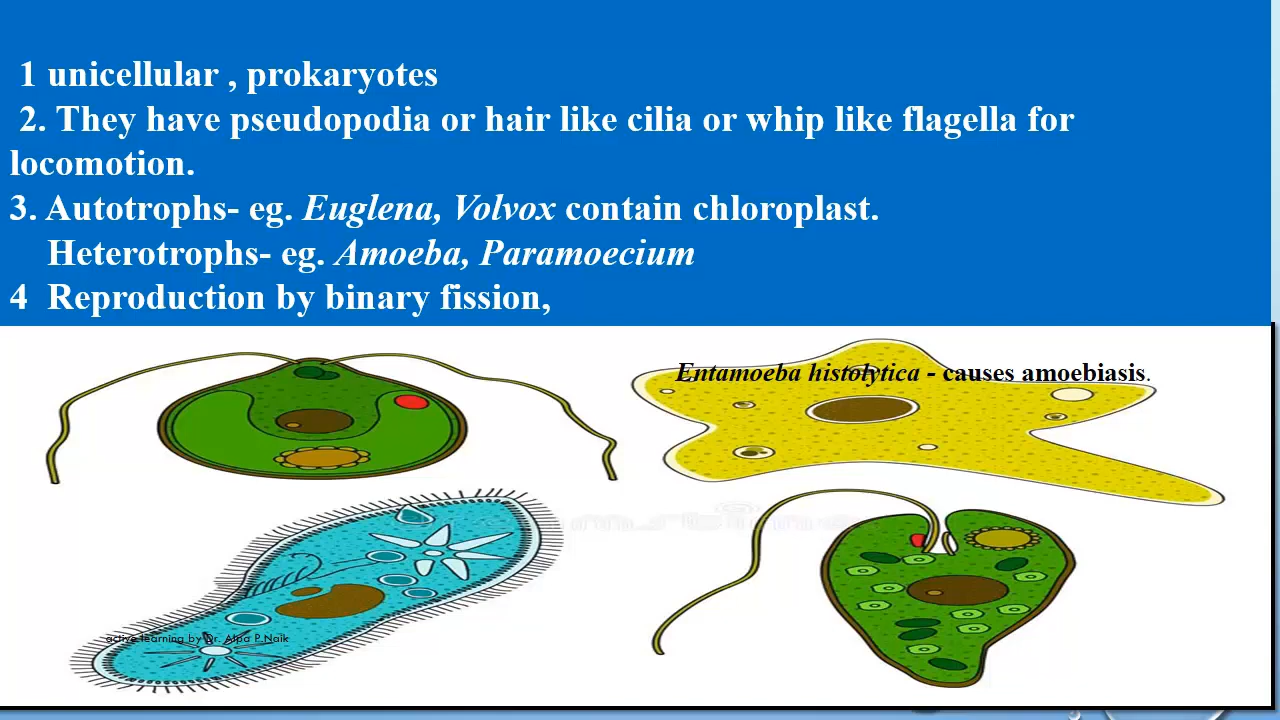 1 unicellular , prokaryotes
2. They have pseudopodia or hair like cilia or whip like flagella for
locomotion.
3. Autotrophs- eg. Euglena, Volvox contain chloroplast.
Heterotrophs- eg. Amoeba, Paramoecium
4 Reproduction by binary fission,
Entamoeba histolytica - causes amoebiasis.
active learning by Dr. Alpa P.Naik